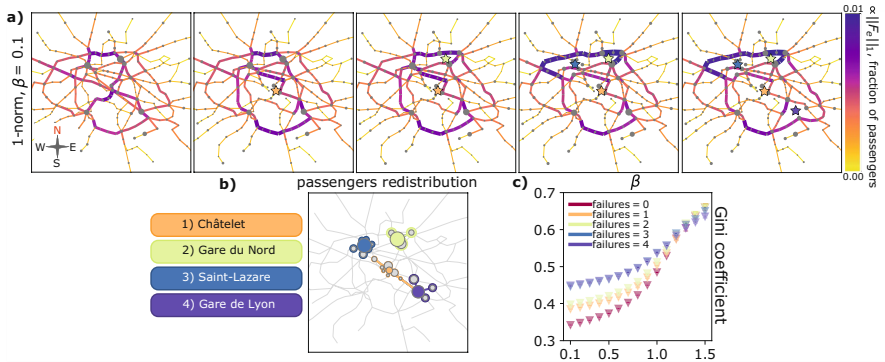 a)
1-norm, β = 0.1
N
W E
S
0.01
0.00
∝||Fₑ||₁, fraction of passengers
b)
passengers redistribution
1) Châtelet
2) Gare du Nord
3) Saint-Lazare
4) Gare de Lyon
c)
β
0.7
0.6
0.5
0.4
0.3
failures = 0
failures = 1
failures = 2
failures = 3
failures = 4
0.1 0.5 1.0 1.5
Gini coefficient